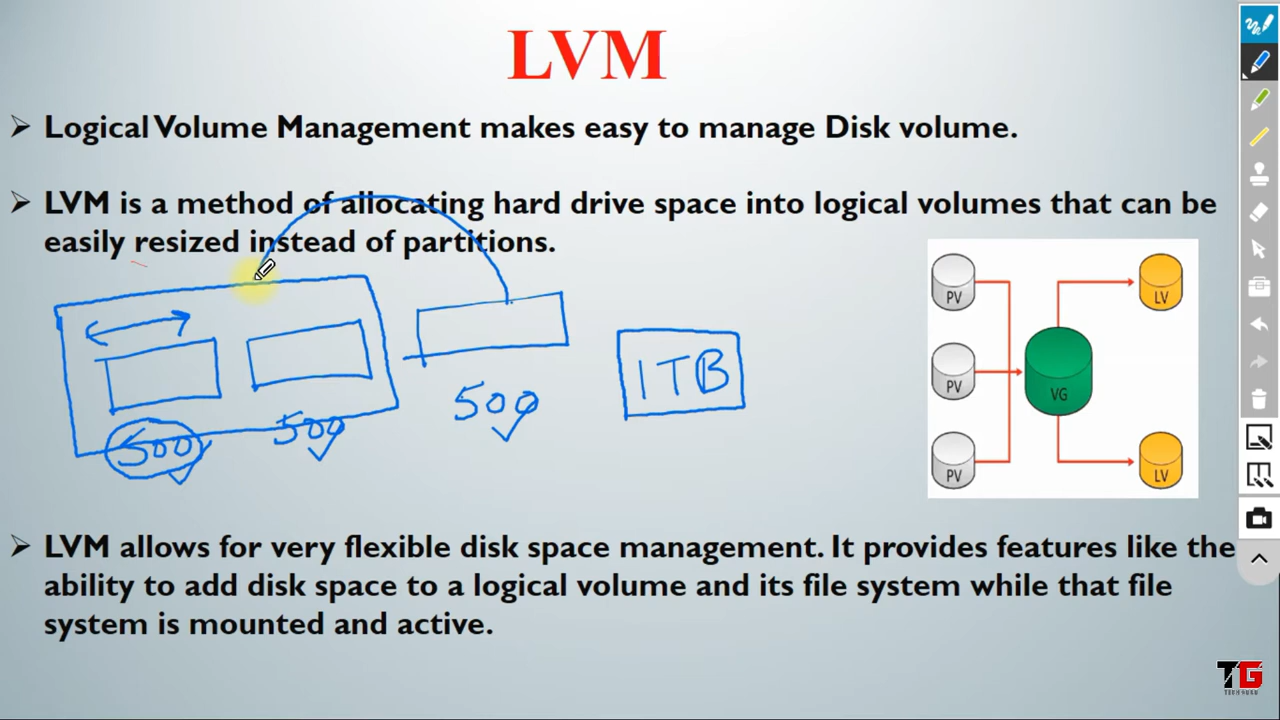 LVM
Logical Volume Management makes easy to manage Disk volume.
LVM is a method of allocating hard drive space into logical volumes that can be
easily resized instead of partitions.
500
500
500
1TB
PV
PV
PV
VG
LV
LV
LVM allows for very flexible disk space management. It provides features like the
ability to add disk space to a logical volume and its file system while that file
system is mounted and active.
TG
TECH GURU